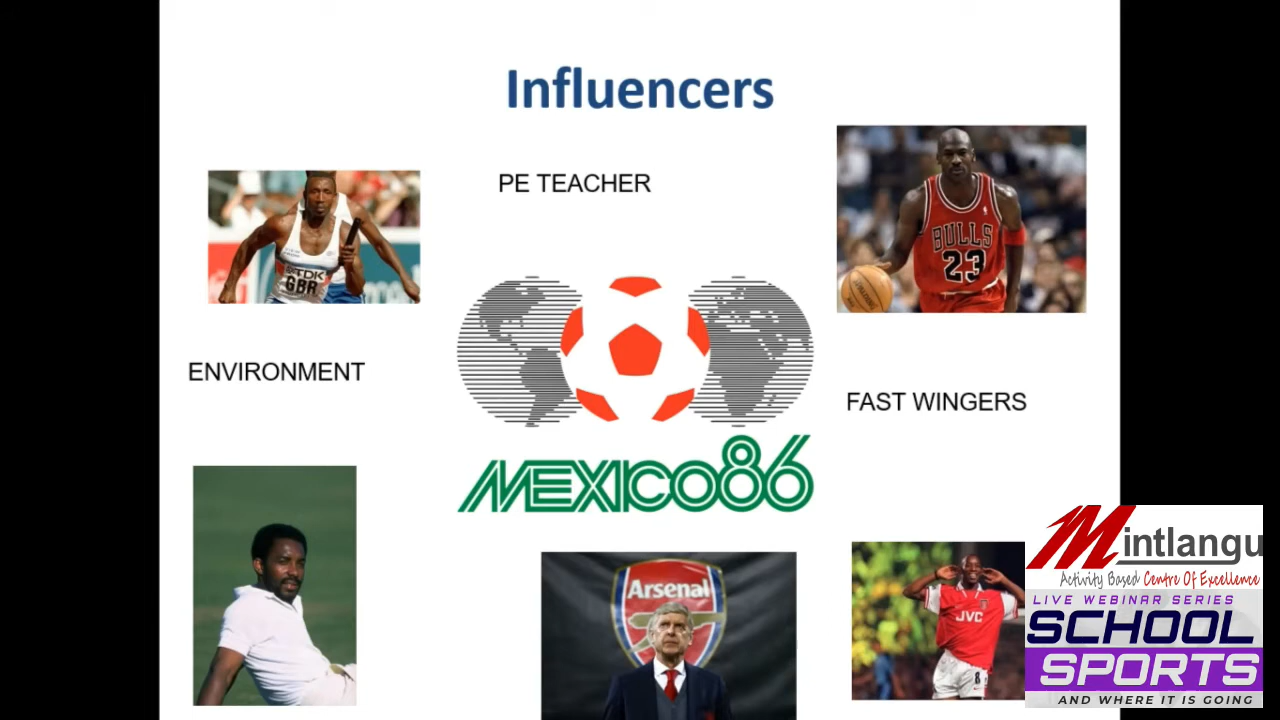 Influencers
PE TEACHER
TDK
GBR
BULLS
23
ENVIRONMENT
FAST WINGERS
MEXICO86
Arsenal
JVC
8
Mintlangu
Activity Based Centre Of Excellence
LIVE WEBINAR SERIES
SCHOOL
SPORTS
AND WHERE IT IS GOING